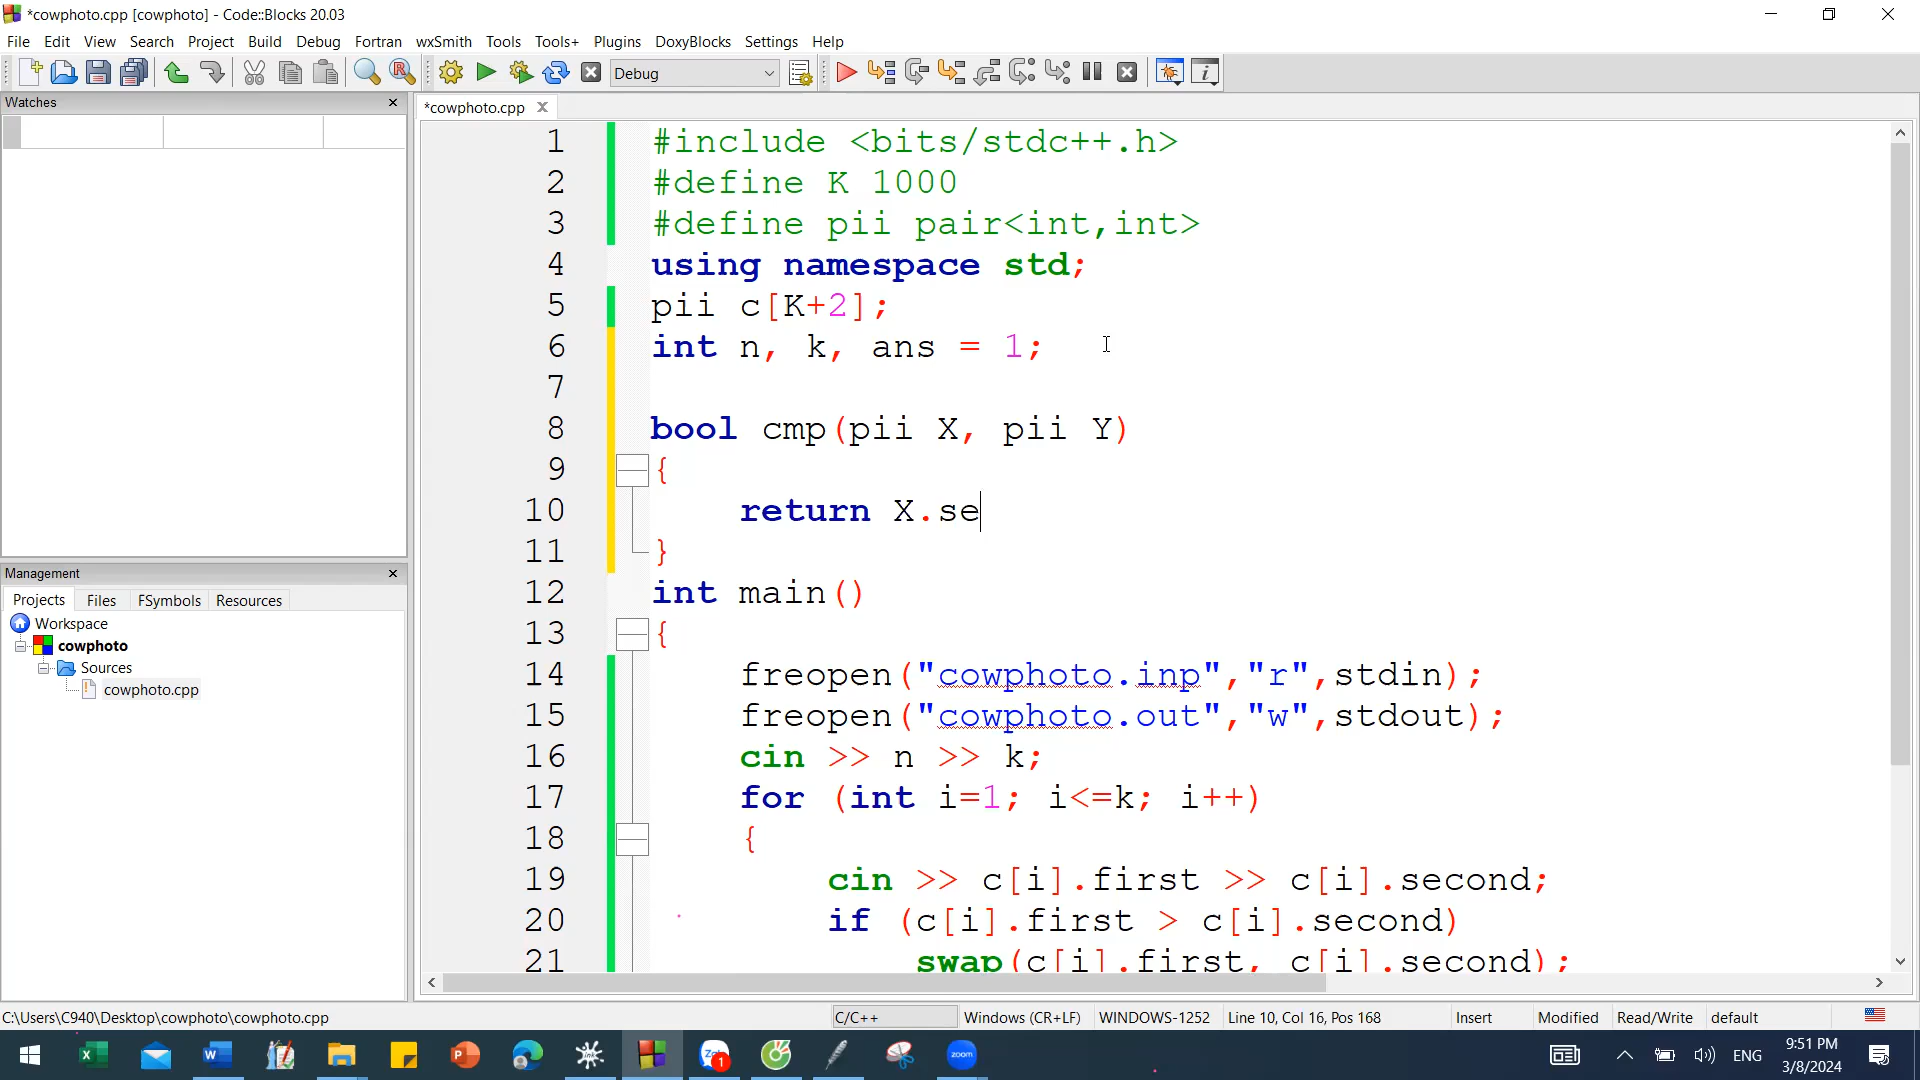 *cowphoto.cpp [cowphoto] - Code::Blocks 20.03
File Edit View Search Project Build Debug Fortran wxSmith Tools Tools+ Plugins DoxyBlocks Settings Help
Debug
Watches
*cowphoto.cpp
1 #include <bits/stdc++.h>
2 #define K 1000
3 #define pii pair<int,int>
4 using namespace std;
5 pii c[K+2];
6 int n, k, ans = 1;
7
8 bool cmp(pii X, pii Y)
9 {
10 return X.se
11 }
12 int main()
13 {
14 freopen("cowphoto.inp","r",stdin);
15 freopen("cowphoto.out","w",stdout);
16 cin >> n >> k;
17 for (int i=1; i<=k; i++)
18 {
19 cin >> c[i].first >> c[i].second;
20 if (c[i].first > c[i].second)
21 swap(c[i].first, c[i].second);
Management
Projects Files FSymbols Resources
Workspace
cowphoto
Sources
cowphoto.cpp
C:\Users\C940\Desktop\cowphoto\cowphoto.cpp C/C++ Windows (CR+LF) WINDOWS-1252 Line 10, Col 16, Pos 168 Insert Modified Read/Write default
ENG
9:51 PM
3/8/2024
zoom
1